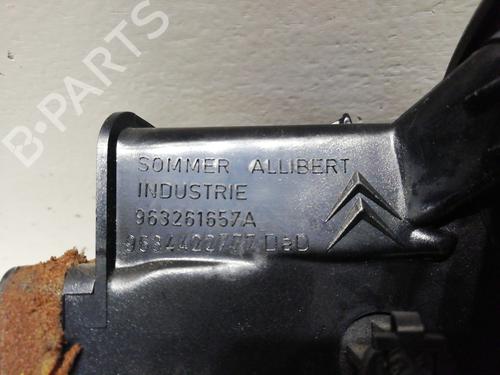 B-PARTS
SOMMER ALLIBERT
INDUSTRIE
963261657A